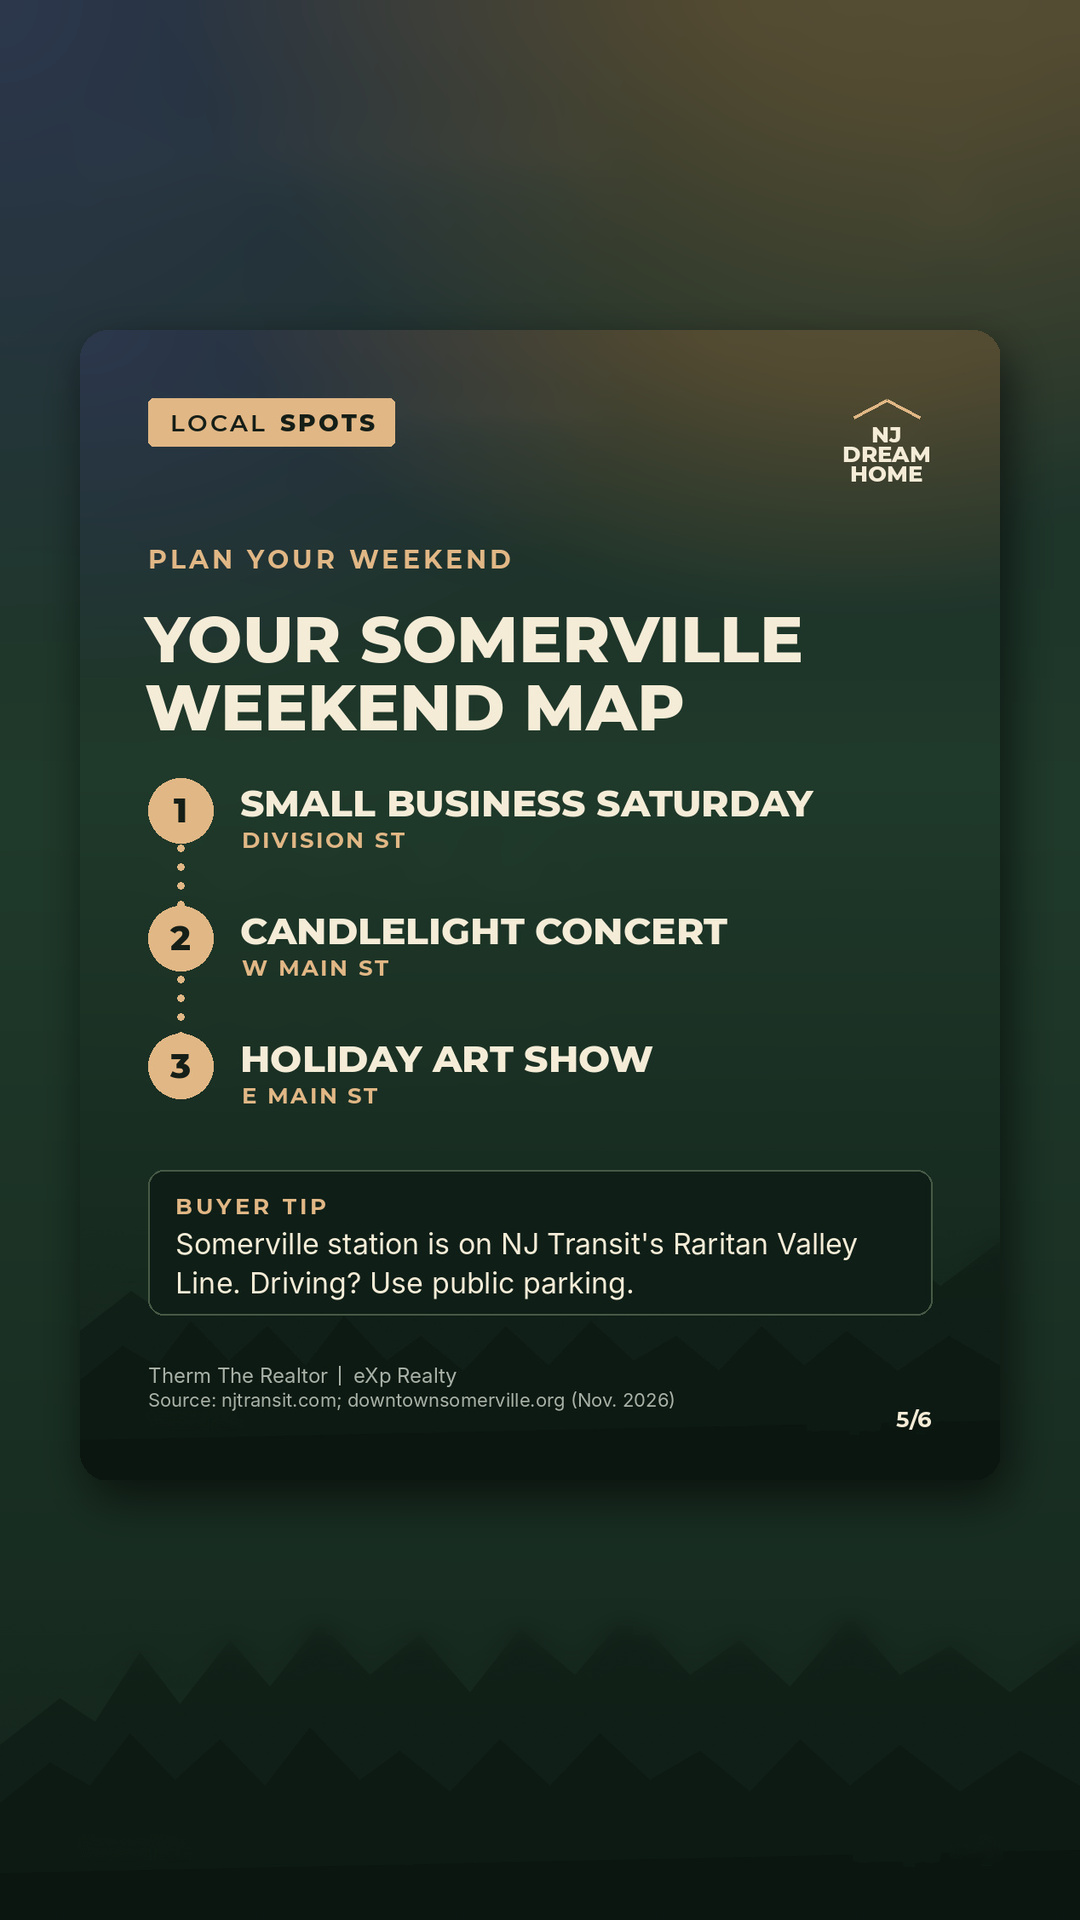 LOCAL SPOTS
NJ
DREAM
HOME
PLAN YOUR WEEKEND
YOUR SOMERVILLE
WEEKEND MAP
1
SMALL BUSINESS SATURDAY
DIVISION ST
2
CANDLELIGHT CONCERT
W MAIN ST
3
HOLIDAY ART SHOW
E MAIN ST
BUYER TIP
Somerville station is on NJ Transit's Raritan Valley
Line. Driving? Use public parking.
Therm The Realtor | eXp Realty
Source: njtransit.com; downtownsomerville.org (Nov. 2026)
5/6